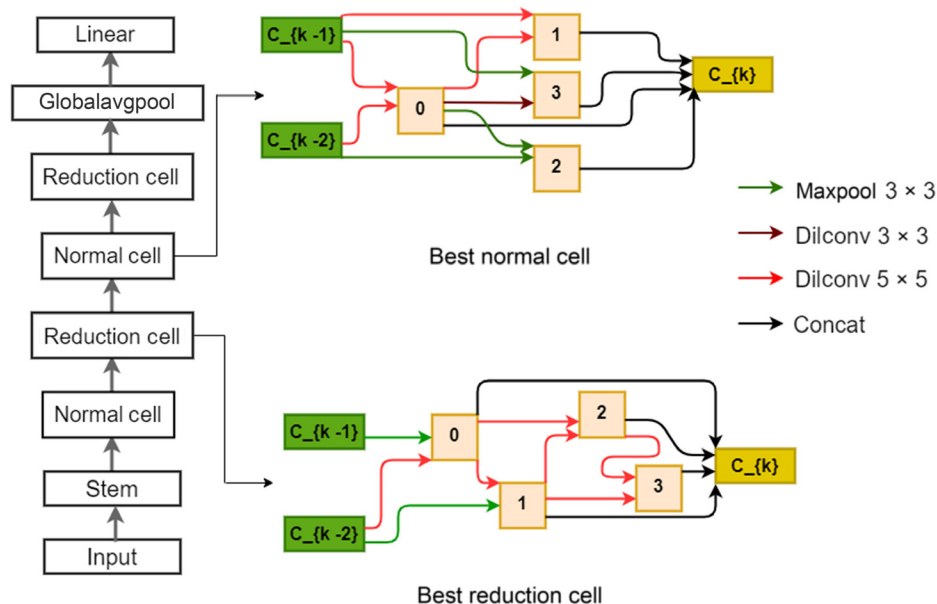 Linear
Globalavgpool
Reduction cell
Normal cell
Reduction cell
Normal cell
Stem
Input
C_{k -1}
C_{k -2}
0
1
3
2
C_{k}
Best normal cell
Maxpool 3 × 3
Dilconv 3 × 3
Dilconv 5 × 5
Concat
C_{k -1}
C_{k -2}
0
1
2
3
C_{k}
Best reduction cell